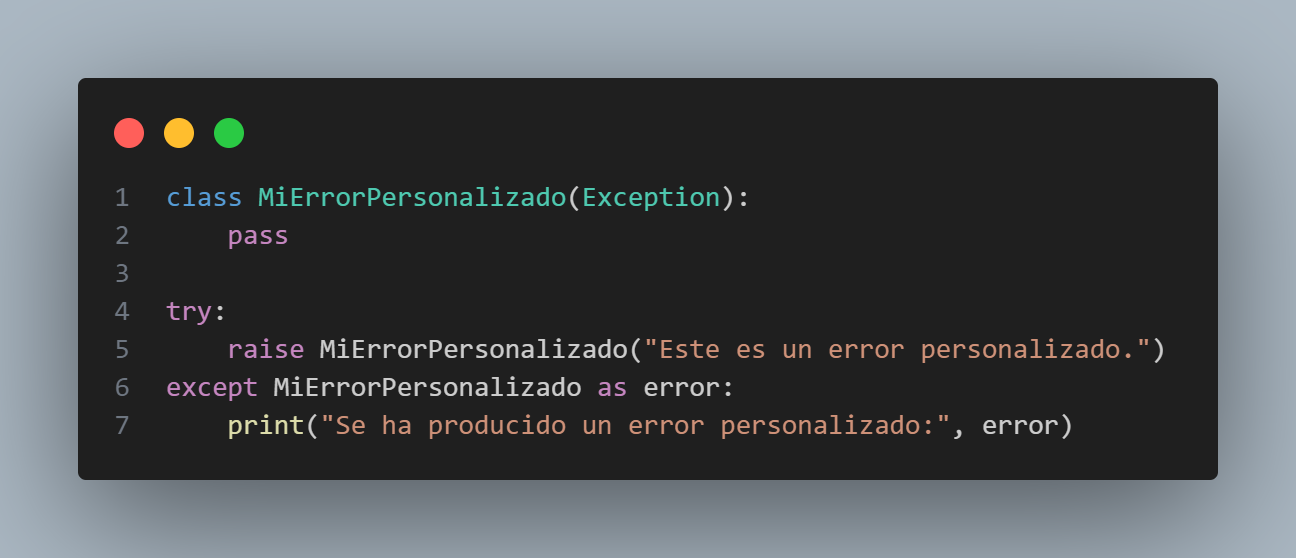 1 class MiErrorPersonalizado(Exception):
2     pass
3
4 try:
5     raise MiErrorPersonalizado("Este es un error personalizado.")
6 except MiErrorPersonalizado as error:
7     print("Se ha producido un error personalizado:", error)